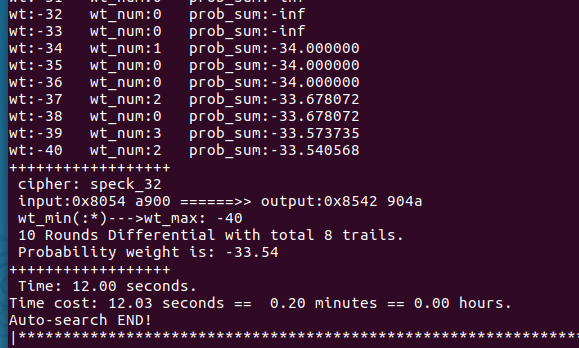 wt:-31 wt_num:0 prob_sum:-inf
wt:-32 wt_num:0 prob_sum:-inf
wt:-33 wt_num:0 prob_sum:-inf
wt:-34 wt_num:1 prob_sum:-34.000000
wt:-35 wt_num:0 prob_sum:-34.000000
wt:-36 wt_num:0 prob_sum:-34.000000
wt:-37 wt_num:2 prob_sum:-33.678072
wt:-38 wt_num:0 prob_sum:-33.678072
wt:-39 wt_num:3 prob_sum:-33.573735
wt:-40 wt_num:2 prob_sum:-33.540568
++++++++++++++++++
cipher: speck_32
input:0x8054 a900 ======>> output:0x8542 904a
wt_min(:*)--->wt_max: -40
10 Rounds Differential with total 8 trails.
Probability weight is: -33.54
++++++++++++++++++
Time: 12.00 seconds.
Time cost: 12.03 seconds == 0.20 minutes == 0.00 hours.
Auto-search END!
|**************************************************************